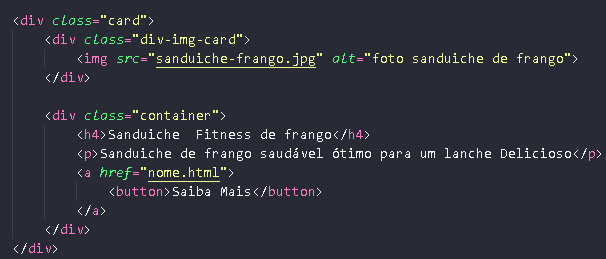 <div class="card">
<div class="div-img-card">
<img src="sanduiche-frango.jpg" alt="foto sanduiche de frango">
</div>
<div class="container">
<h4>Sanduiche  Fitness de frango</h4>
<p>Sanduiche de frango saudável ótimo para um lanche Delicioso</p>
<a href="nome.html">
<button>Saiba Mais</button>
</a>
</div>
</div>